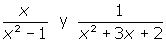 x/(x² − 1) y 1/(x² + 3x + 2)